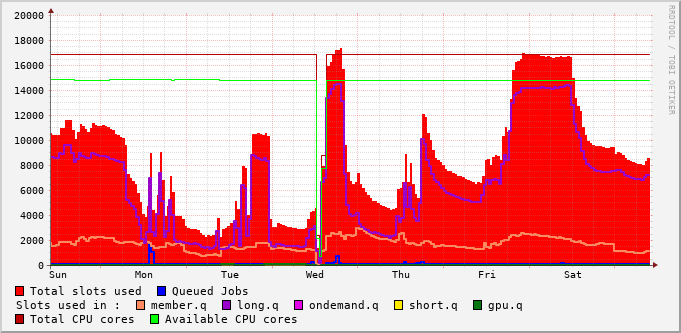 20000
18000
16000
14000
12000
10000
8000
6000
4000
2000
0
Sun Mon Tue Wed Thu Fri Sat
Total slots used Queued Jobs
Slots used in : member.q long.q ondemand.q short.q gpu.q
Total CPU cores Available CPU cores
RRDTOOL / TOBI OETIKER